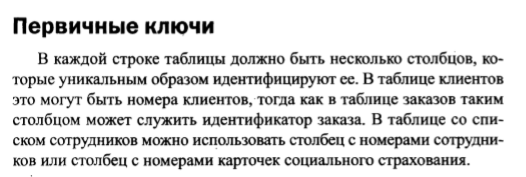 Первичные ключи
В каждой строке таблицы должно быть несколько столбцов, ко-
торые уникальным образом идентифицируют ее. В таблице клиентов
это могут быть номера клиентов, тогда как в таблице заказов таким
столбцом может служить идентификатор заказа. В таблице со спи-
ском сотрудников можно использовать столбец с номерами сотрудни-
ков или столбец с номерами карточек социального страхования.